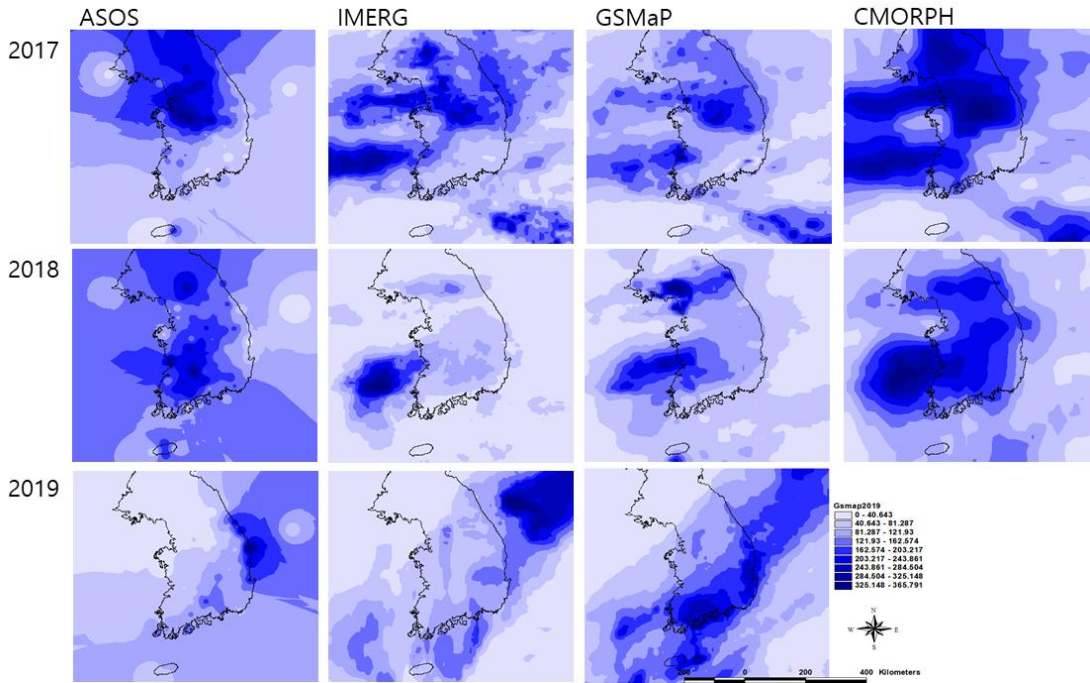 ASOS IMERG GSMaP CMORPH
2017
2018
2019
Gsmap2019
0 - 40.643
40.643 - 81.287
81.287 - 121.93
121.93 - 162.574
162.574 - 203.217
203.217 - 243.861
243.861 - 284.504
284.504 - 325.148
325.148 - 365.791
N
W E
S
200 0 200 400 Kilometers